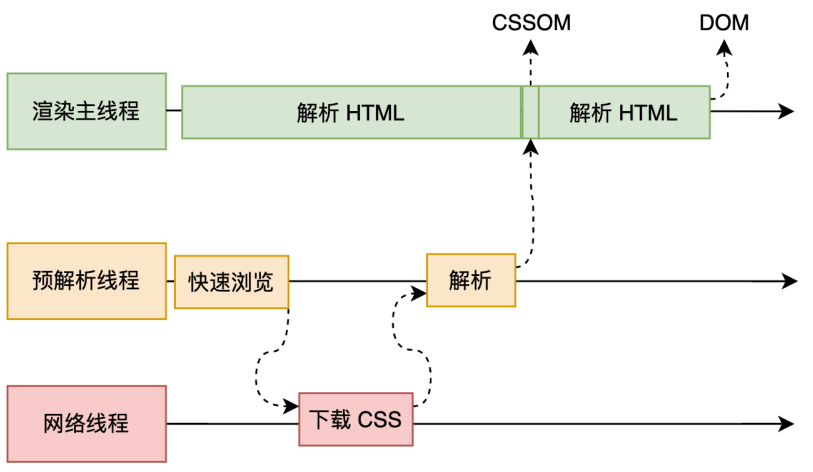 CSSOM
DOM
渲染主线程
解析 HTML
解析 HTML
预解析线程
快速浏览
解析
网络线程
下载 CSS